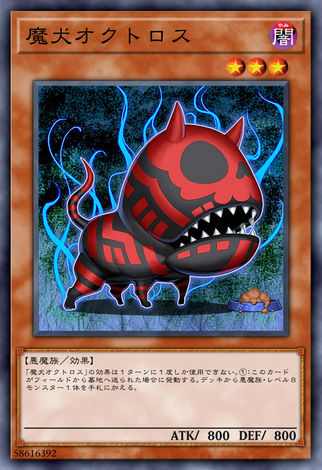 魔犬オクトロス
やみ
闇
【悪魔族／効果】
「魔犬オクトロス」の効果は１ターンに１度しか使用できない。①：このカード
がフィールドから墓地へ送られた場合に発動する。デッキから悪魔族・レベル８
モンスター１体を手札に加える。
ATK/ 800 DEF/ 800
58616392